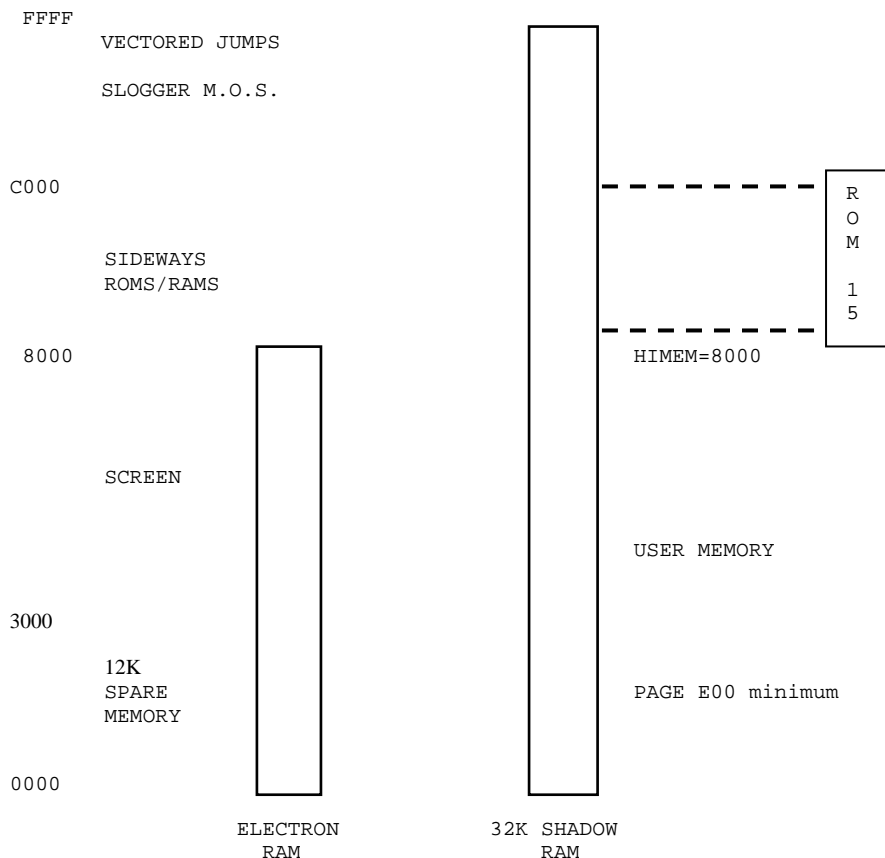 FFFF
VECTORED JUMPS
SLOGGER M.O.S.
C000
R
O
M
1
5
SIDEWAYS
ROMS/RAMS
8000
HIMEM=8000
SCREEN
USER MEMORY
3000
12K
SPARE
MEMORY
PAGE E00 minimum
0000
ELECTRON
RAM
32K SHADOW
RAM